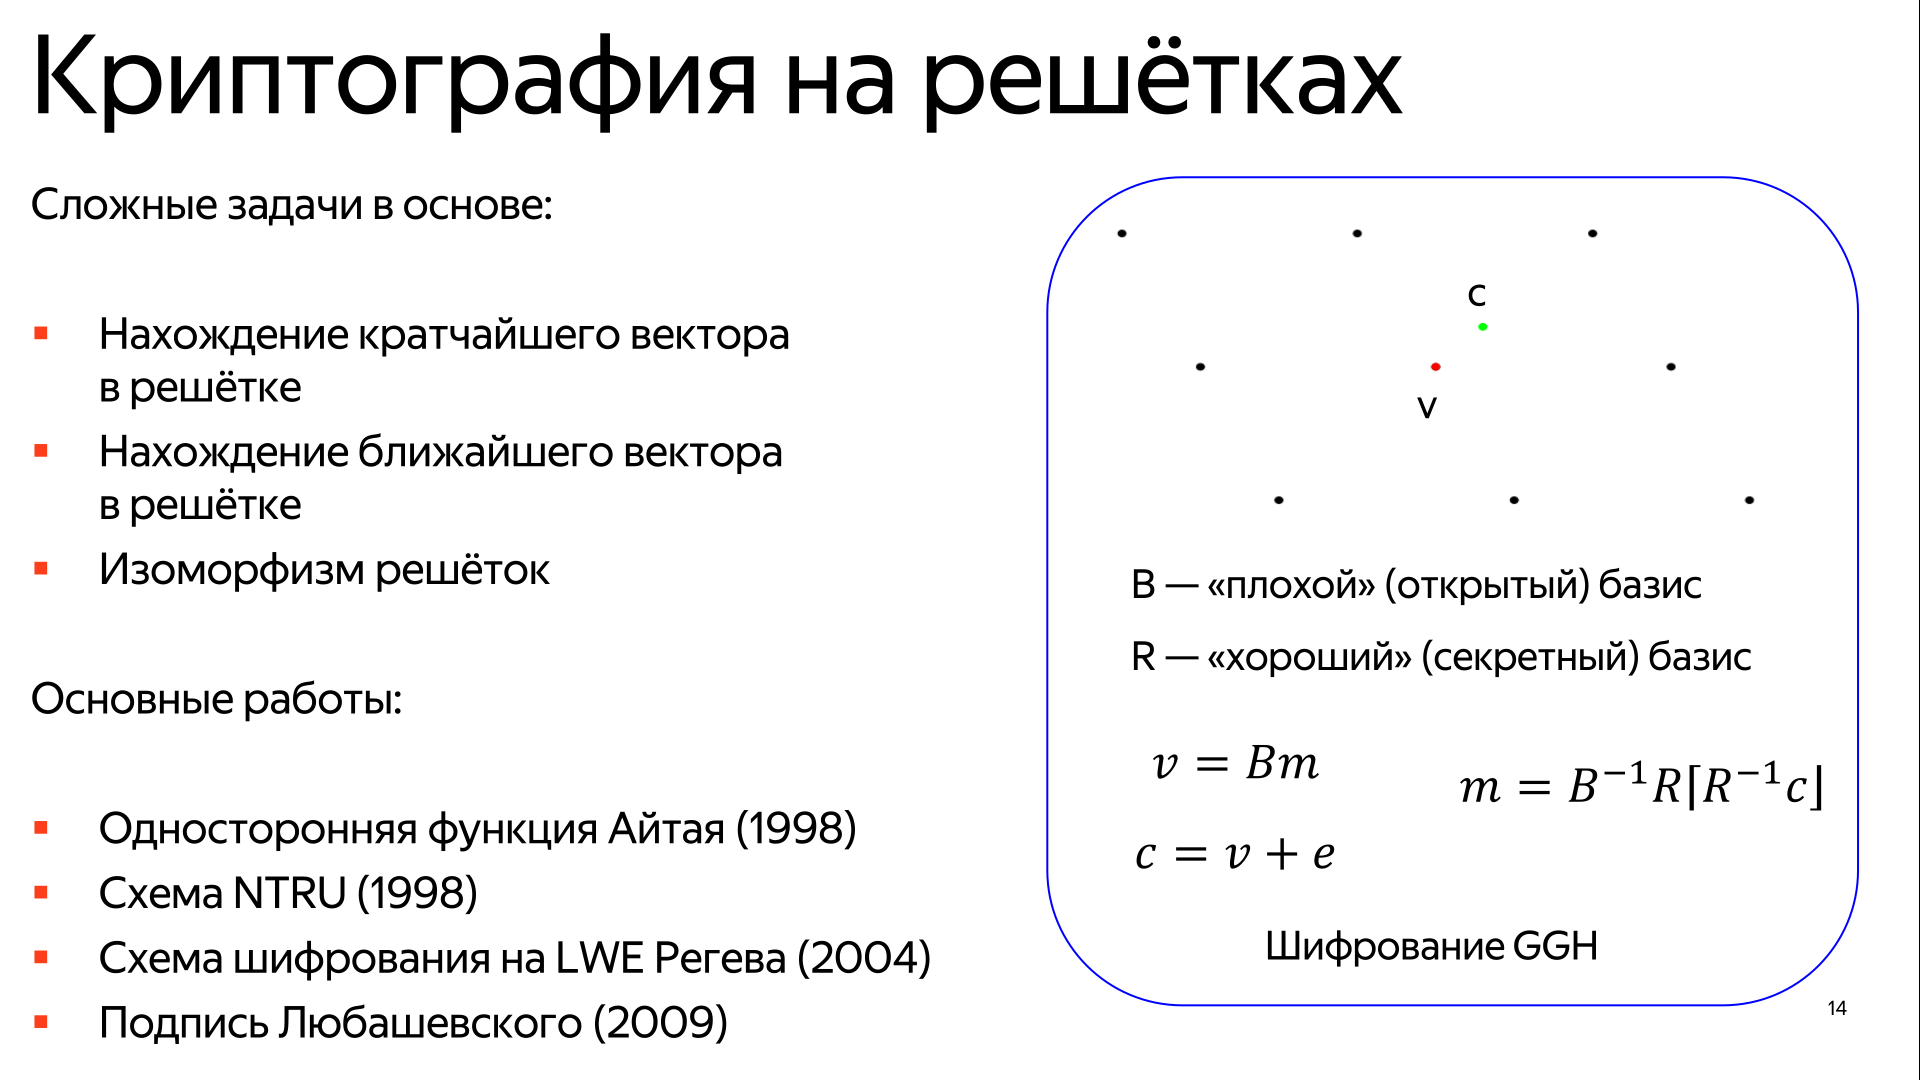 Криптография на решётках
Сложные задачи в основе:
▪ Нахождение кратчайшего вектора
в решётке
▪ Нахождение ближайшего вектора
в решётке
▪ Изоморфизм решёток
Основные работы:
▪ Односторонняя функция Айтая (1998)
▪ Схема NTRU (1998)
▪ Схема шифрования на LWE Регева (2004)
▪ Подпись Любашевского (2009)
c
v
B — «плохой» (открытый) базис
R — «хороший» (секретный) базис
v = Bm
m = B⁻¹R⌈R⁻¹c⌋
c = v + e
Шифрование GGH
14